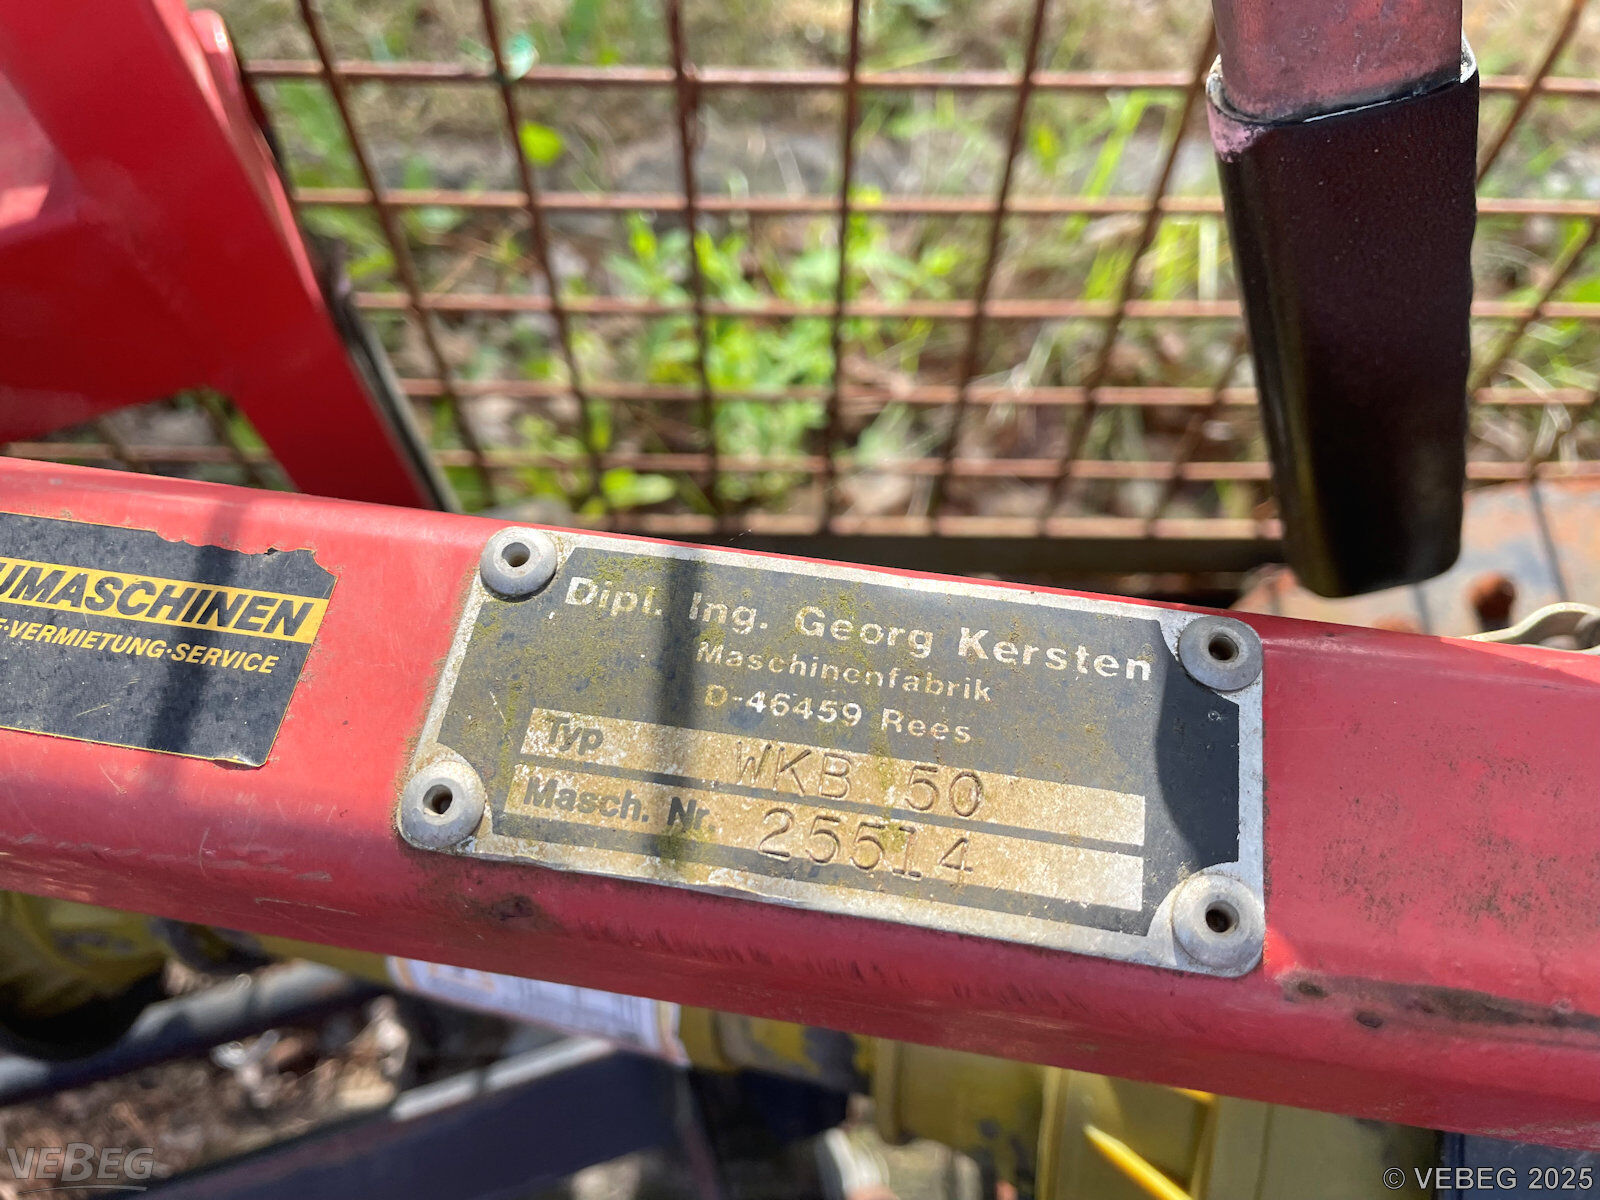 UMASCHINEN
F·VERMIETUNG·SERVICE
Dipl. Ing. Georg Kersten
Maschinenfabrik
D-46459 Rees
Typ WKB 50
Masch. Nr. 25514
VEBEG
© VEBEG 2025